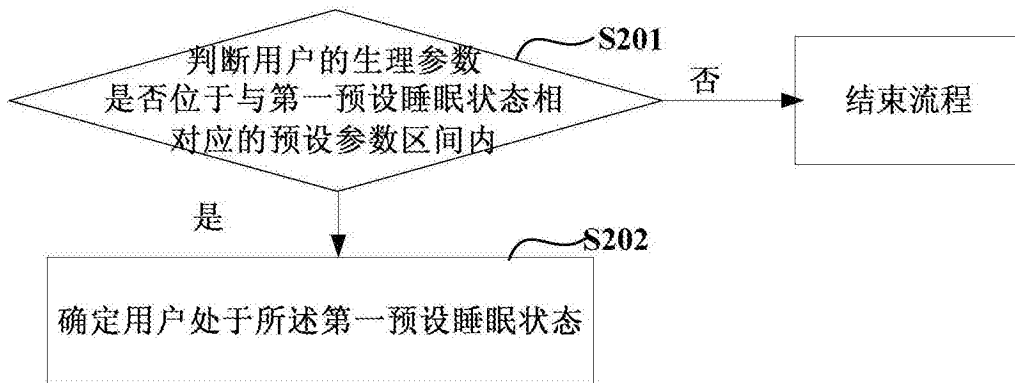 S201
判断用户的生理参数
是否位于与第一预设睡眠状态相
对应的预设参数区间内
否
结束流程
是
S202
确定用户处于所述第一预设睡眠状态